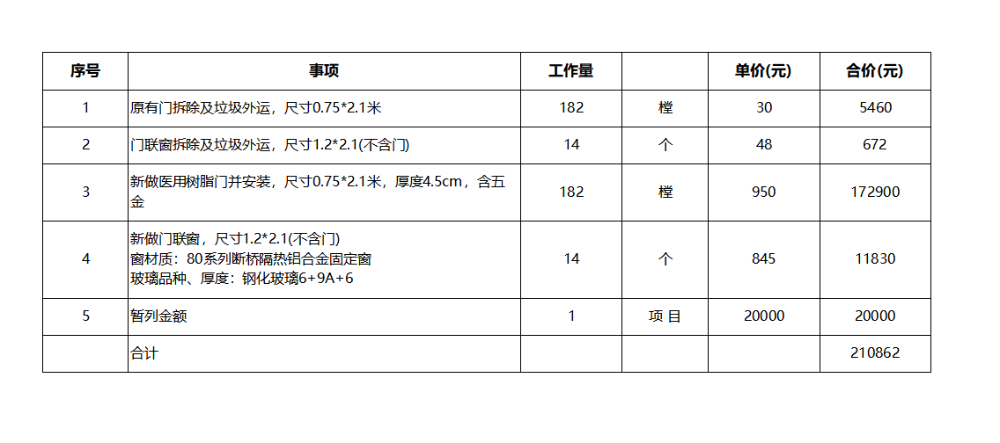 序号 事项 工作量 单价(元) 合价(元)
1 原有门拆除及垃圾外运，尺寸0.75*2.1米 182 樘 30 5460
2 门联窗拆除及垃圾外运，尺寸1.2*2.1(不含门) 14 个 48 672
3 新做医用树脂门并安装，尺寸0.75*2.1米，厚度4.5cm，含五
金 182 樘 950 172900
4 新做门联窗，尺寸1.2*2.1(不含门)
窗材质：80系列断桥隔热铝合金固定窗 14 个 845 11830
玻璃品种、厚度：钢化玻璃6+9A+6
5 暂列金额 1 项 目 20000 20000
合计 210862